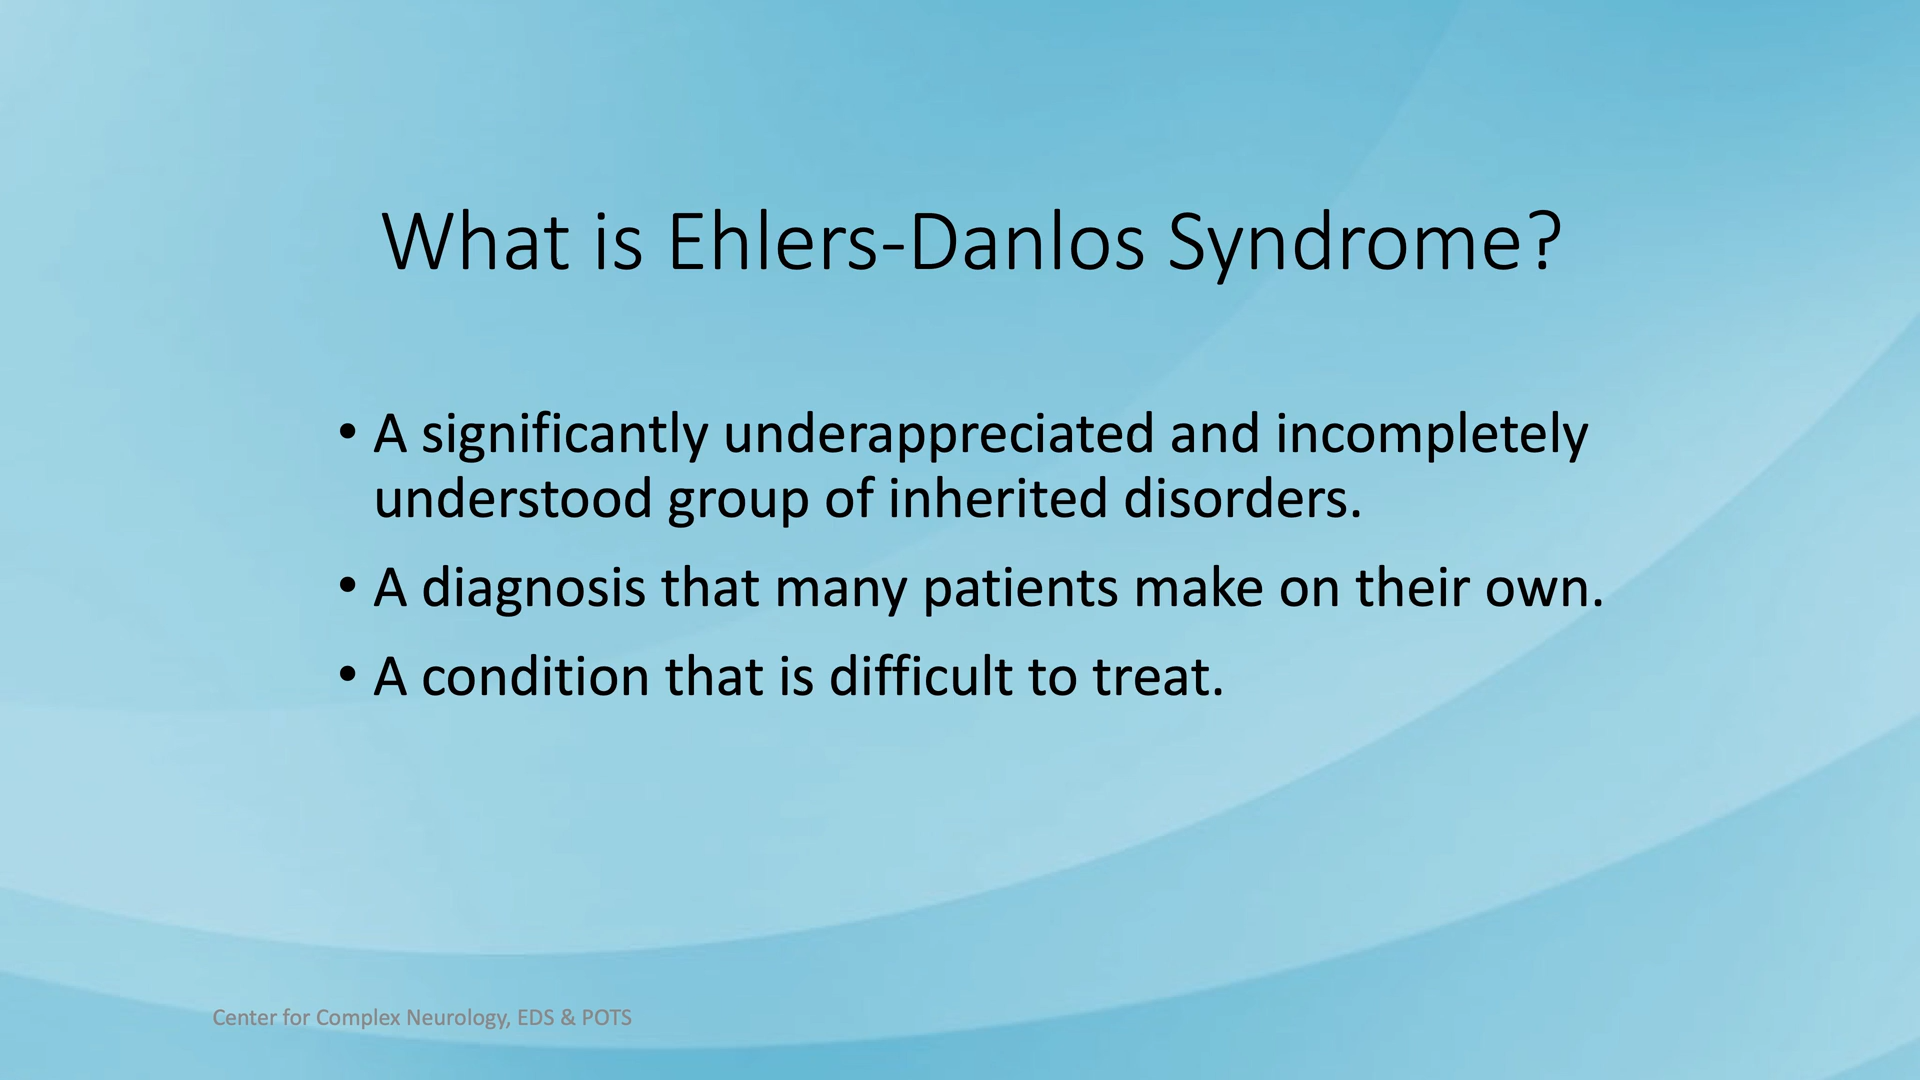 What is Ehlers-Danlos Syndrome?
• A significantly underappreciated and incompletely
understood group of inherited disorders.
• A diagnosis that many patients make on their own.
• A condition that is difficult to treat.
Center for Complex Neurology, EDS & POTS